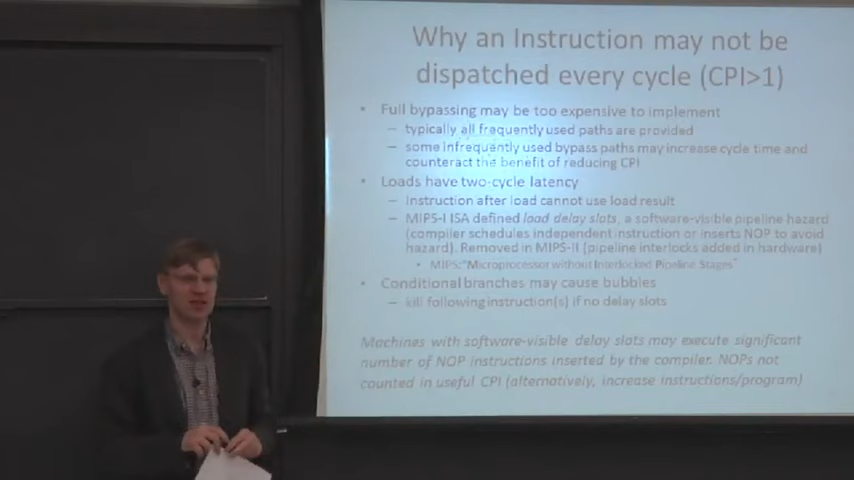 Why an Instruction may not be
dispatched every cycle (CPI>1)
• Full bypassing may be too expensive to implement
– typically all frequently used paths are provided
– some infrequently used bypass paths may increase cycle time and
counteract the benefit of reducing CPI
• Loads have two-cycle latency
– Instruction after load cannot use load result
– MIPS-I ISA defined load delay slots, a software-visible pipeline hazard
(compiler schedules independent instruction or inserts NOP to avoid
hazard). Removed in MIPS-II (pipeline interlocks added in hardware)
• MIPS:“Microprocessor without Interlocked Pipeline Stages”
• Conditional branches may cause bubbles
– kill following instruction(s) if no delay slots
Machines with software-visible delay slots may execute significant
number of NOP instructions inserted by the compiler. NOPs not
counted in useful CPI (alternatively, increase instructions/program)